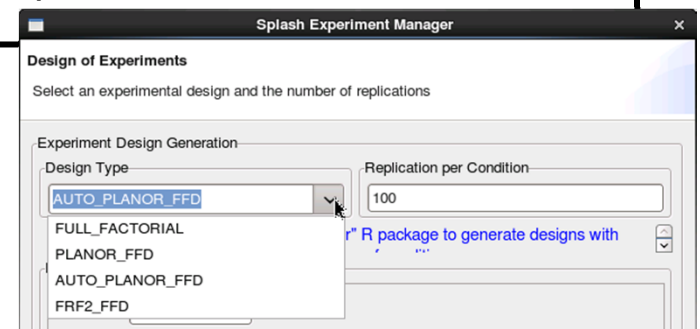 Splash Experiment Manager
Design of Experiments
Select an experimental design and the number of replications
Experiment Design Generation
Design Type
Replication per Condition
AUTO_PLANOR_FFD
100
FULL_FACTORIAL
r" R package to generate designs with
PLANOR_FFD
AUTO_PLANOR_FFD
FRF2_FFD